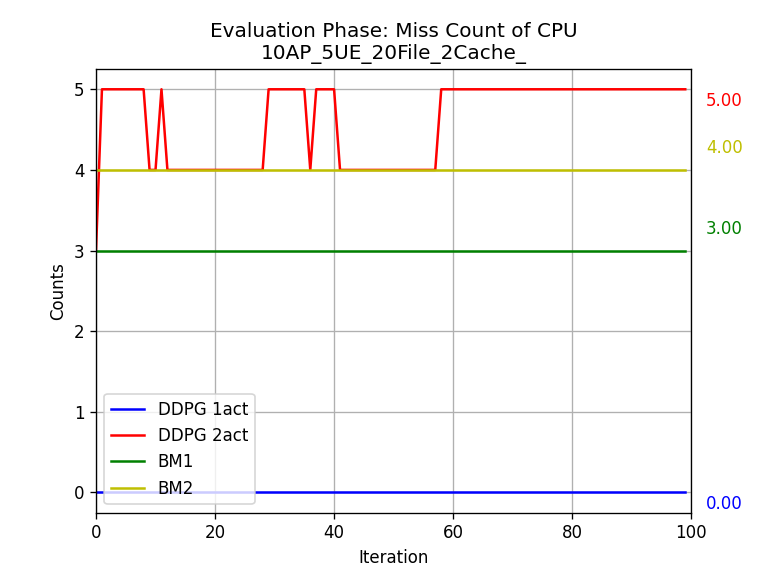 Evaluation Phase: Miss Count of CPU
10AP_5UE_20File_2Cache_
5
4
3
2
1
0
Counts
5.00
4.00
3.00
0.00
DDPG 1act
DDPG 2act
BM1
BM2
0
20
40
60
80
100
Iteration